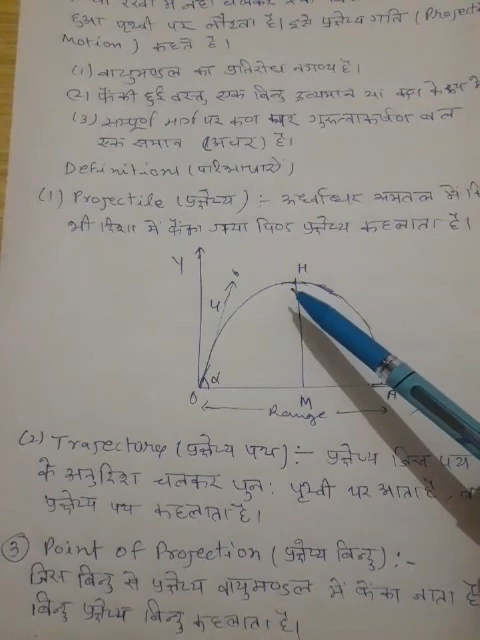 हुआ पृथ्वी पर लौटता है। इसे प्रक्षेप्य गति (Project
Motion) कहते हैं।
(1) वायुमण्डल का प्रतिरोध नगण्य है।
(2) फेंकी हुई वस्तु एक बिन्दु द्रव्यमान या कण के रूप में
(3) सम्पूर्ण मार्ग पर कण पर गुरुत्वाकर्षण बल
एक समान (अचर) है।
Definitions (परिभाषायें)
(1) Projectile (प्रक्षेप्य) :- ऊर्ध्वाधर समतल में
भी दिशा में फेंका गया पिण्ड प्रक्षेप्य कहलाता है।
Y
H
u
α
O
M
A
Range
(2) Trajectory (प्रक्षेप्य पथ) :- प्रक्षेप्य जिस पथ
के अनुदिश चलकर पुन: पृथ्वी पर आता है,
प्रक्षेप्य पथ कहलाता है।
(3) Point of Projection (प्रक्षेप्य बिन्दु) :-
जिस बिन्दु से प्रक्षेप्य वायुमण्डल में फेंका जाता है
बिन्दु प्रक्षेप्य बिन्दु कहलाता है।